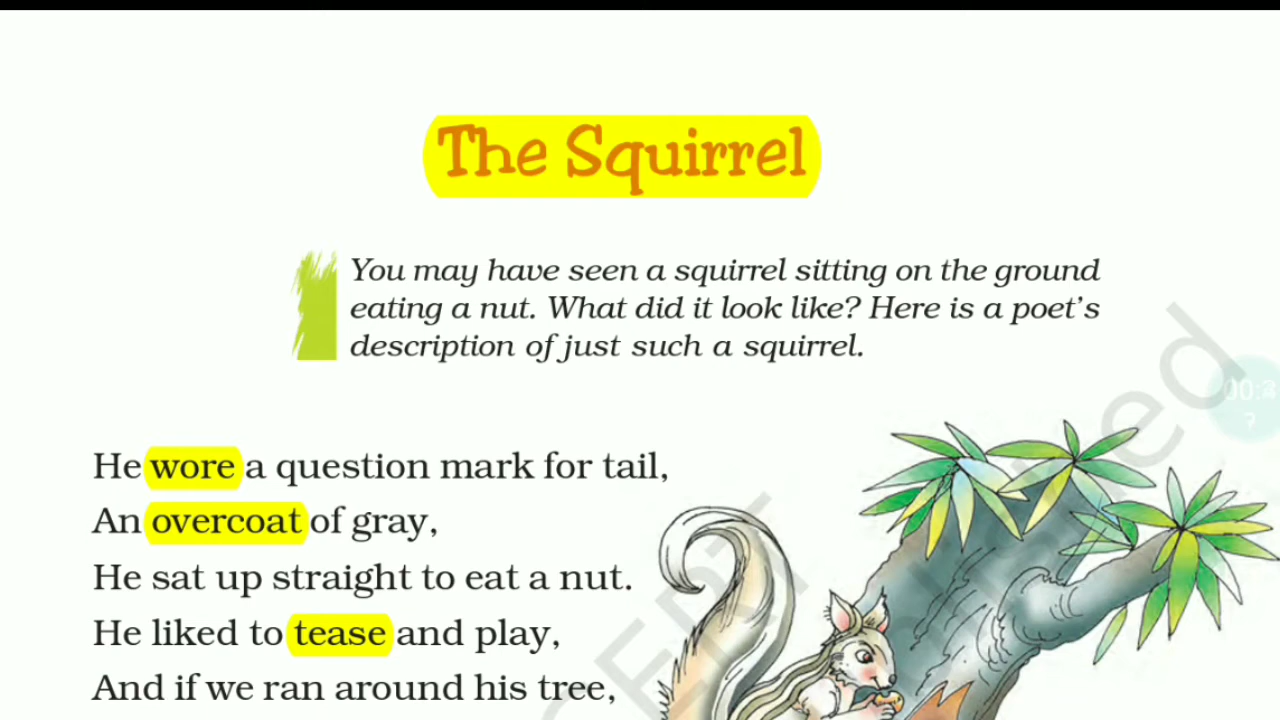 The Squirrel
You may have seen a squirrel sitting on the ground
eating a nut. What did it look like? Here is a poet's
description of just such a squirrel.
He wore a question mark for tail,
An overcoat of gray,
He sat up straight to eat a nut.
He liked to tease and play,
And if we ran around his tree,